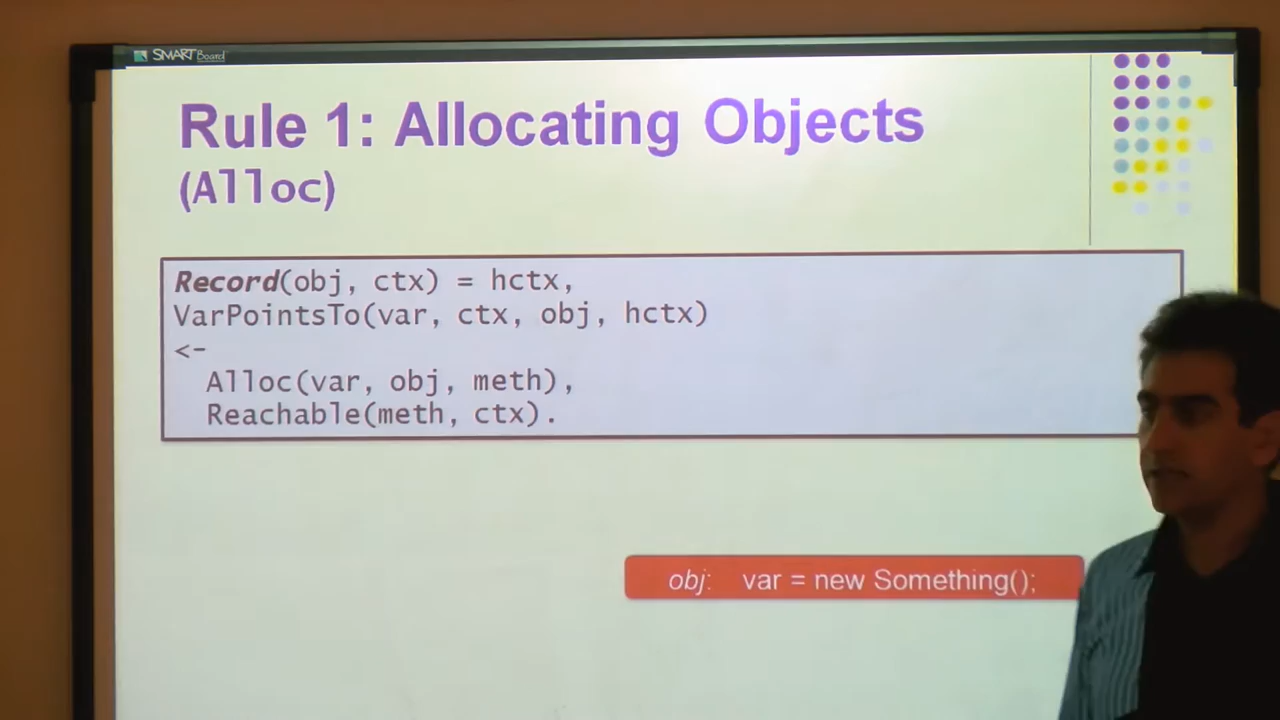 SMART Board
Rule 1: Allocating Objects
(Alloc)
Record(obj, ctx) = hctx,
VarPointsTo(var, ctx, obj, hctx)
<-
Alloc(var, obj, meth),
Reachable(meth, ctx).
obj: var = new Something();